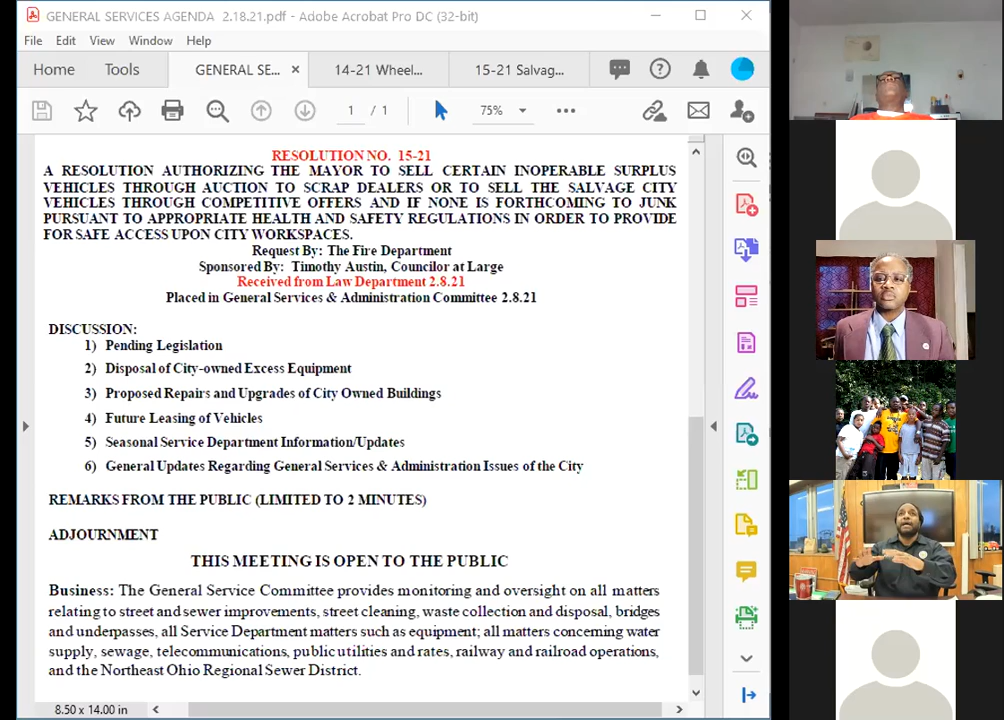 GENERAL SERVICES AGENDA 2.18.21.pdf - Adobe Acrobat Pro DC (32-bit)
File Edit View Window Help
Home Tools GENERAL SE... × 14-21 Wheel... 15-21 Salvag...
1 / 1 75%
RESOLUTION NO. 15-21
A RESOLUTION AUTHORIZING THE MAYOR TO SELL CERTAIN INOPERABLE SURPLUS
VEHICLES THROUGH AUCTION TO SCRAP DEALERS OR TO SELL THE SALVAGE CITY
VEHICLES THROUGH COMPETITIVE OFFERS AND IF NONE IS FORTHCOMING TO JUNK
PURSUANT TO APPROPRIATE HEALTH AND SAFETY REGULATIONS IN ORDER TO PROVIDE
FOR SAFE ACCESS UPON CITY WORKSPACES.
Request By: The Fire Department
Sponsored By: Timothy Austin, Councilor at Large
Received from Law Department 2.8.21
Placed in General Services & Administration Committee 2.8.21
DISCUSSION:
1) Pending Legislation
2) Disposal of City-owned Excess Equipment
3) Proposed Repairs and Upgrades of City Owned Buildings
4) Future Leasing of Vehicles
5) Seasonal Service Department Information/Updates
6) General Updates Regarding General Services & Administration Issues of the City
REMARKS FROM THE PUBLIC (LIMITED TO 2 MINUTES)
ADJOURNMENT
THIS MEETING IS OPEN TO THE PUBLIC
Business: The General Service Committee provides monitoring and oversight on all matters
relating to street and sewer improvements, street cleaning, waste collection and disposal, bridges
and underpasses, all Service Department matters such as equipment; all matters concerning water
supply, sewage, telecommunications, public utilities and rates, railway and railroad operations,
and the Northeast Ohio Regional Sewer District.
8.50 x 14.00 in